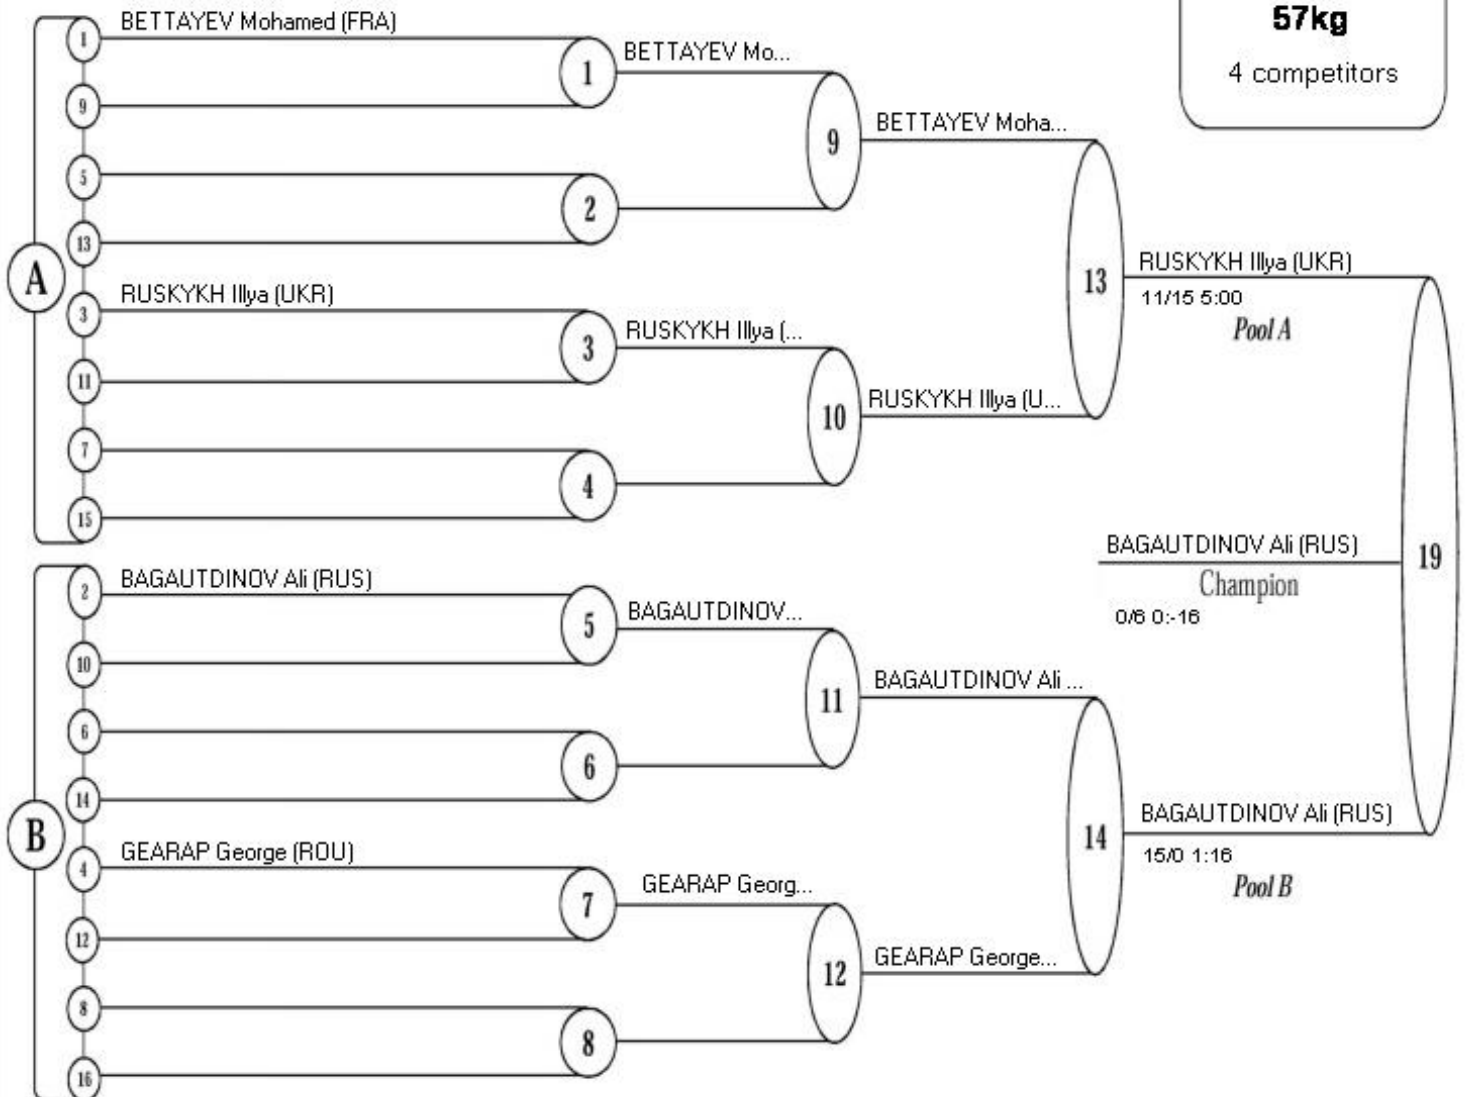 57kg
4 competitors
A
1
BETTAYEV Mohamed (FRA)
9
5
13
3
RUSKYKH Illya (UKR)
11
7
15
1
2
3
4
BETTAYEV Mo...
RUSKYKH Illya (...
9
10
BETTAYEV Moha...
RUSKYKH Illya (U...
13
RUSKYKH Illya (UKR)
11/15 5:00
Pool A
B
2
BAGAUTDINOV Ali (RUS)
10
6
14
4
GEARAP George (ROU)
12
8
16
5
6
7
8
BAGAUTDINOV...
GEARAP Georg...
11
12
BAGAUTDINOV Ali ...
GEARAP George...
14
BAGAUTDINOV Ali (RUS)
15/0 1:16
Pool B
BAGAUTDINOV Ali (RUS)
Champion
0/6 0:-16
19